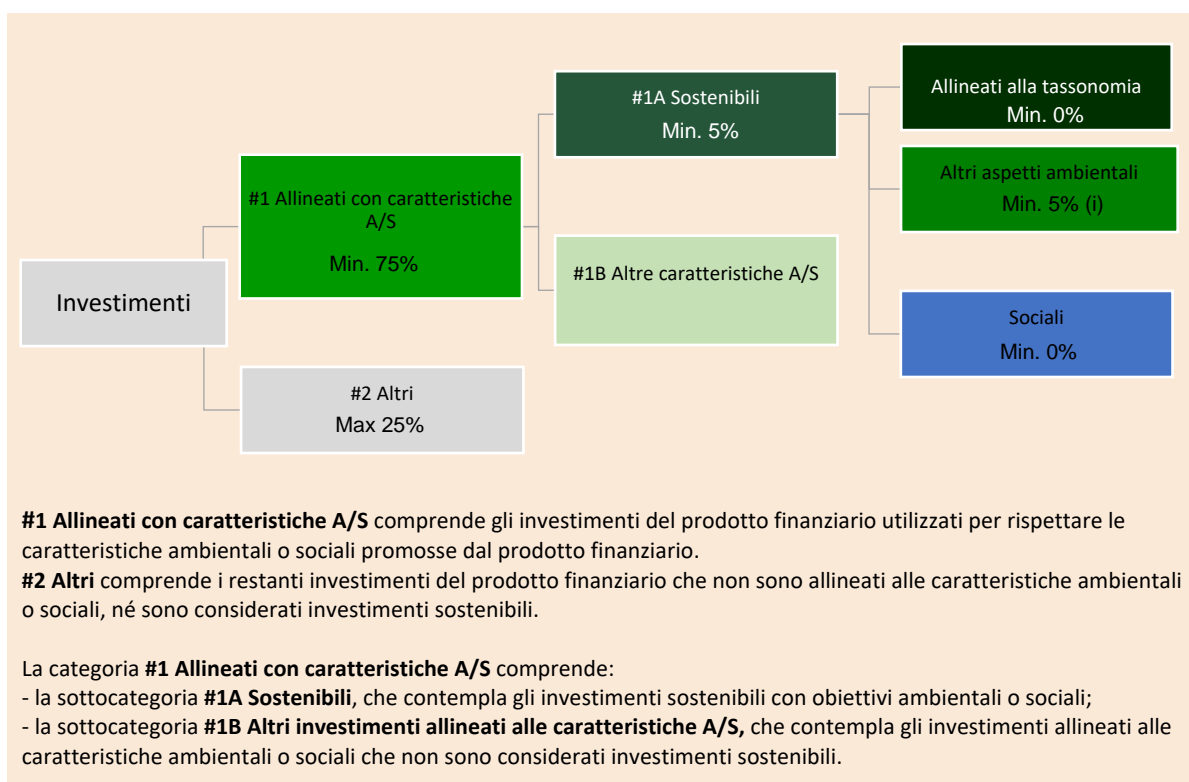 Investimenti
#1 Allineati con caratteristiche
A/S
Min. 75%
#2 Altri
Max 25%
#1A Sostenibili
Min. 5%
#1B Altre caratteristiche A/S
Allineati alla tassonomia
Min. 0%
Altri aspetti ambientali
Min. 5% (i)
Sociali
Min. 0%
#1 Allineati con caratteristiche A/S comprende gli investimenti del prodotto finanziario utilizzati per rispettare le
caratteristiche ambientali o sociali promosse dal prodotto finanziario.
#2 Altri comprende i restanti investimenti del prodotto finanziario che non sono allineati alle caratteristiche ambientali
o sociali, né sono considerati investimenti sostenibili.
La categoria #1 Allineati con caratteristiche A/S comprende:
- la sottocategoria #1A Sostenibili, che contempla gli investimenti sostenibili con obiettivi ambientali o sociali;
- la sottocategoria #1B Altri investimenti allineati alle caratteristiche A/S, che contempla gli investimenti allineati alle
caratteristiche ambientali o sociali che non sono considerati investimenti sostenibili.